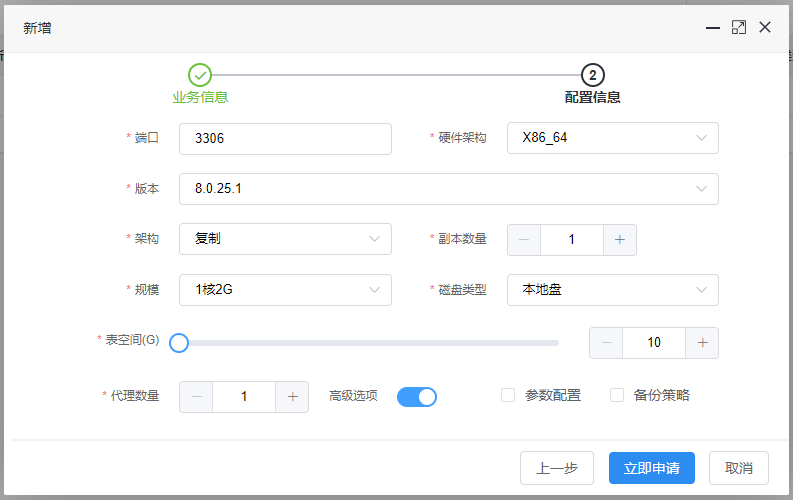 新增
2
业务信息
配置信息
* 端口 3306 * 硬件架构 X86_64
* 版本 8.0.25.1
* 架构 复制 * 副本数量 − 1 +
* 规模 1核2G * 磁盘类型 本地盘
* 表空间(G) − 10 +
* 代理数量 − 1 + 高级选项 参数配置 备份策略
上一步 立即申请 取消